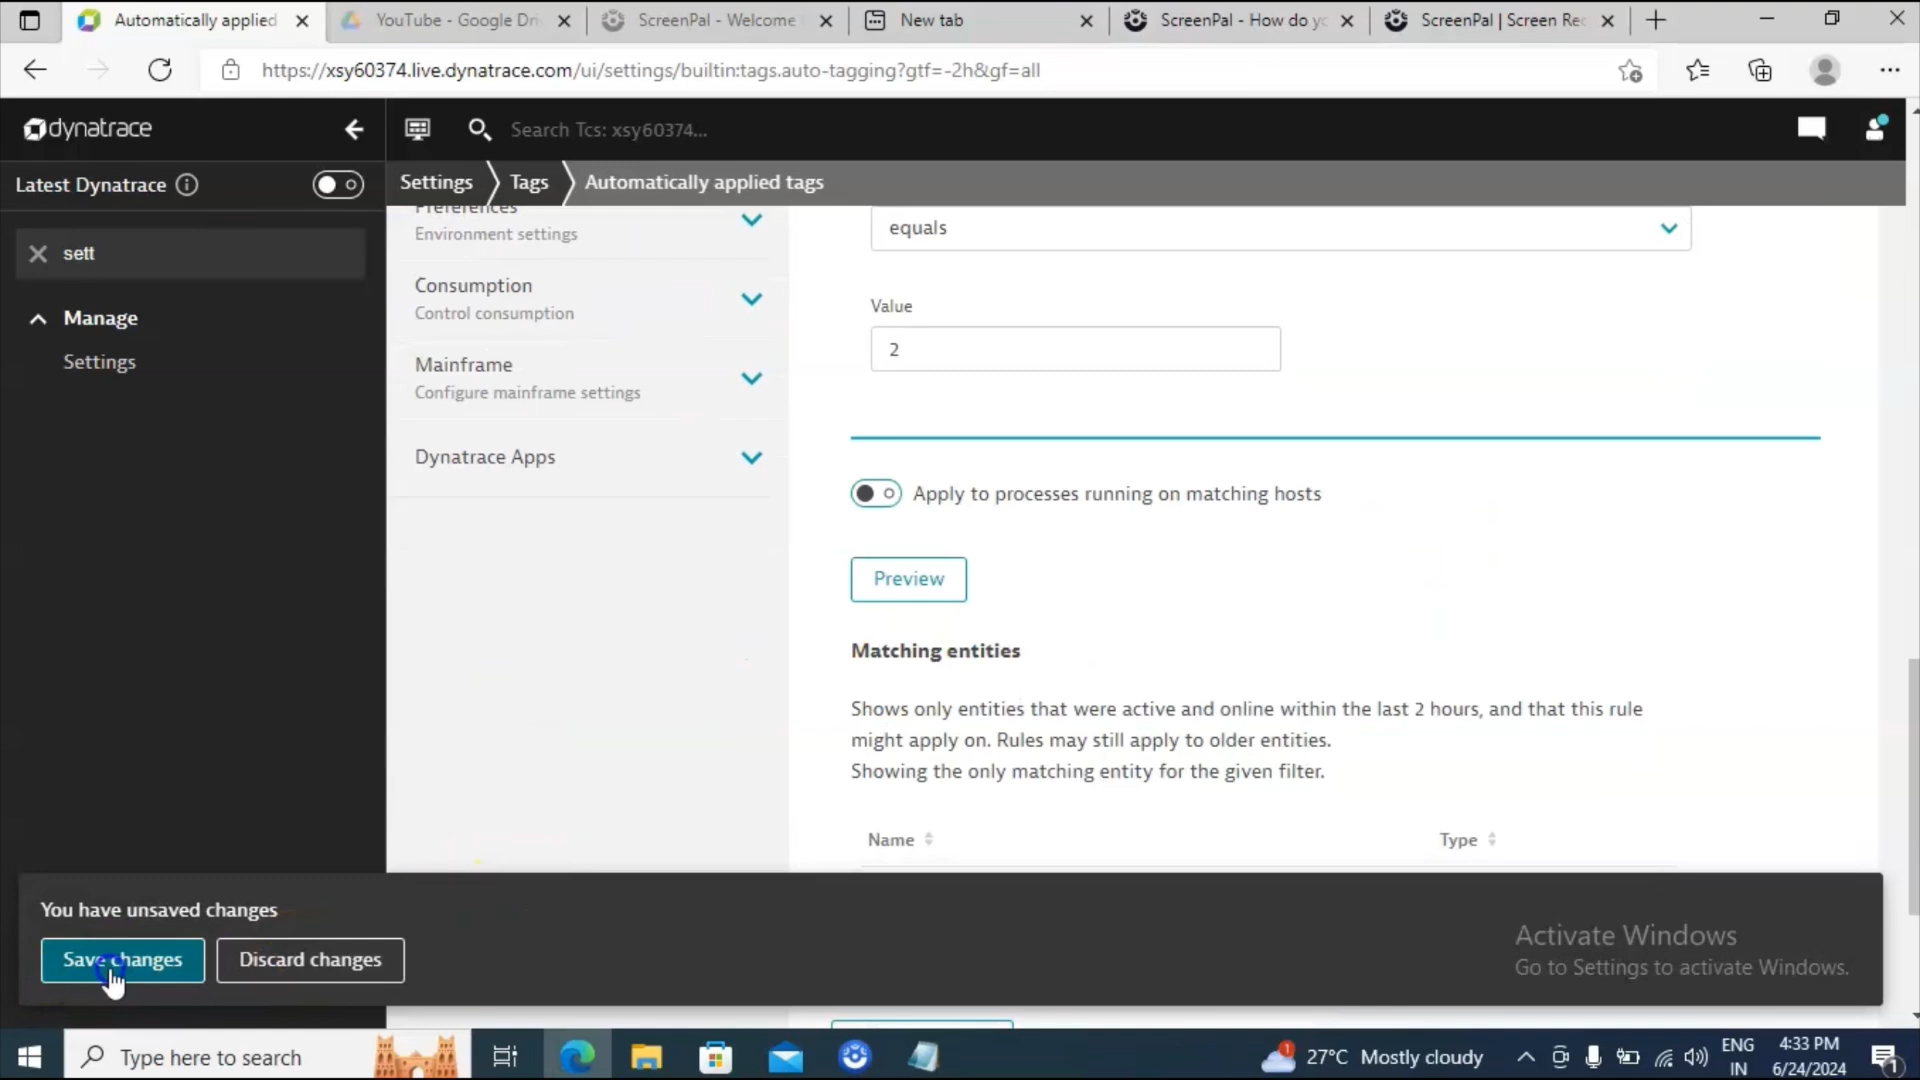 Automatically applied
YouTube - Google Dri
ScreenPal - Welcome
New tab
ScreenPal - How do yo
ScreenPal | Screen Rec
https://xsy60374.live.dynatrace.com/ui/settings/builtin:tags.auto-tagging?gtf=-2h&gf=all
dynatrace
Search Tcs: xsy60374...
Latest Dynatrace
Settings
Tags
Automatically applied tags
sett
Manage
Settings
Preferences
Environment settings
Consumption
Control consumption
Mainframe
Configure mainframe settings
Dynatrace Apps
equals
Value
2
Apply to processes running on matching hosts
Preview
Matching entities
Shows only entities that were active and online within the last 2 hours, and that this rule
might apply on. Rules may still apply to older entities.
Showing the only matching entity for the given filter.
Name
Type
You have unsaved changes
Save changes
Discard changes
Activate Windows
Go to Settings to activate Windows.
Type here to search
1
27°C Mostly cloudy
ENG
IN
4:33 PM
6/24/2024
1